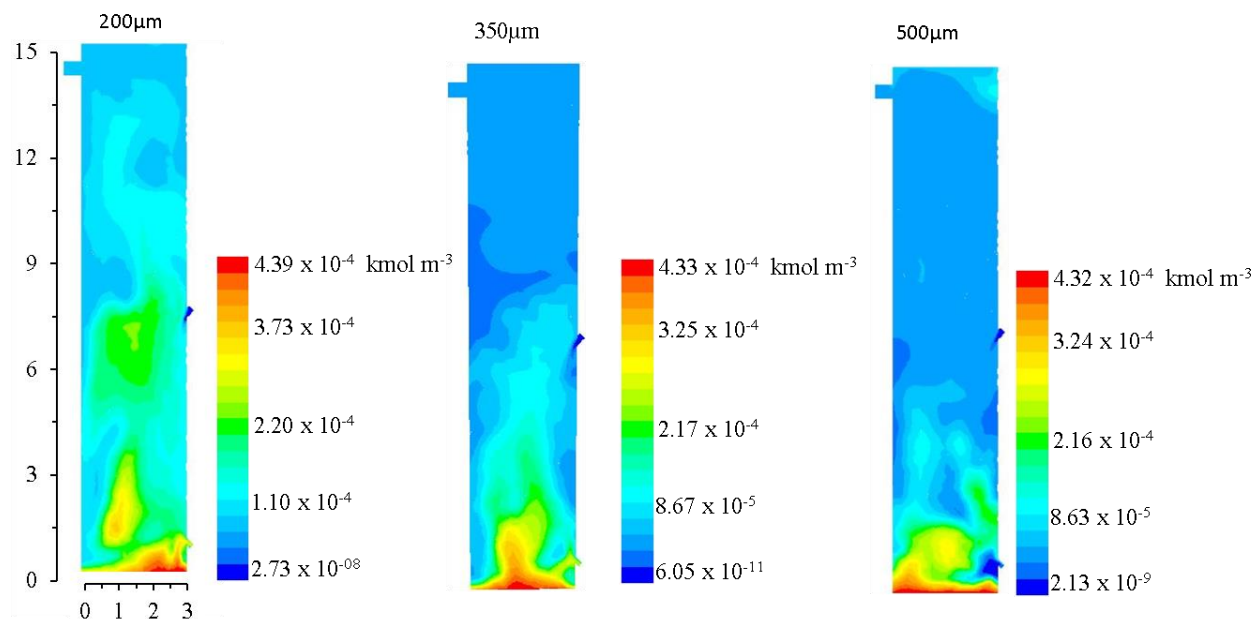 200µm
350µm
500µm
15
12
9
6
3
0
0 1 2 3
4.39 x 10⁻⁴ kmol m⁻³
3.73 x 10⁻⁴
2.20 x 10⁻⁴
1.10 x 10⁻⁴
2.73 x 10⁻⁰⁸
4.33 x 10⁻⁴ kmol m⁻³
3.25 x 10⁻⁴
2.17 x 10⁻⁴
8.67 x 10⁻⁵
6.05 x 10⁻¹¹
4.32 x 10⁻⁴ kmol m⁻³
3.24 x 10⁻⁴
2.16 x 10⁻⁴
8.63 x 10⁻⁵
2.13 x 10⁻⁹